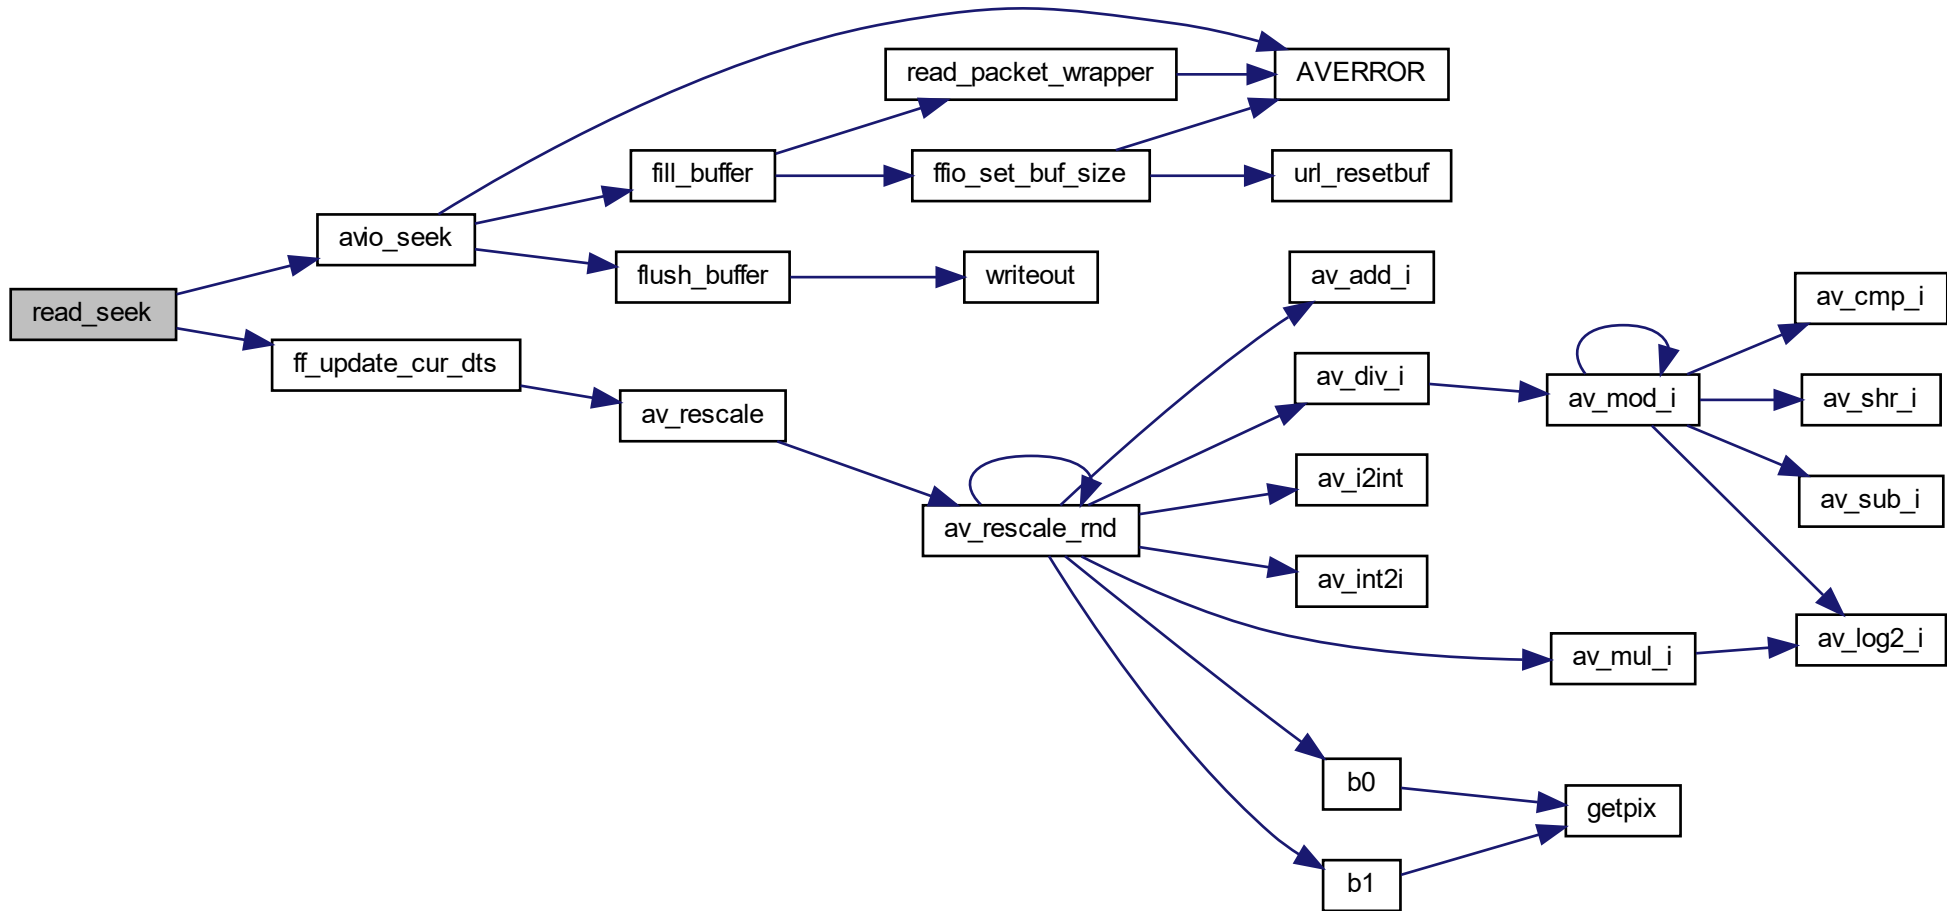 read_seek
avio_seek
ff_update_cur_dts
fill_buffer
flush_buffer
av_rescale
read_packet_wrapper
ffio_set_buf_size
writeout
av_rescale_rnd
AVERROR
url_resetbuf
av_add_i
av_div_i
av_i2int
av_int2i
b0
b1
av_mod_i
av_mul_i
getpix
av_cmp_i
av_shr_i
av_sub_i
av_log2_i